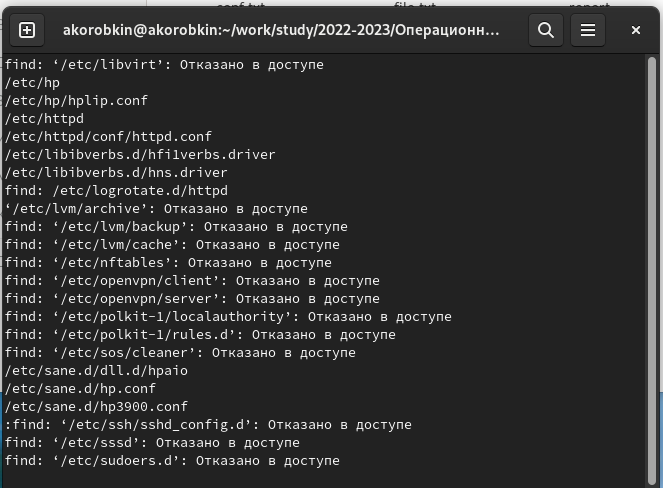 akorobkin@akorobkin:~/work/study/2022-2023/Операционн...
find: ‘/etc/libvirt’: Отказано в доступе
/etc/hp
/etc/hp/hplip.conf
/etc/httpd
/etc/httpd/conf/httpd.conf
/etc/libibverbs.d/hfi1verbs.driver
/etc/libibverbs.d/hns.driver
find: /etc/logrotate.d/httpd
‘/etc/lvm/archive’: Отказано в доступе
find: ‘/etc/lvm/backup’: Отказано в доступе
find: ‘/etc/lvm/cache’: Отказано в доступе
find: ‘/etc/nftables’: Отказано в доступе
find: ‘/etc/openvpn/client’: Отказано в доступе
find: ‘/etc/openvpn/server’: Отказано в доступе
find: ‘/etc/polkit-1/localauthority’: Отказано в доступе
find: ‘/etc/polkit-1/rules.d’: Отказано в доступе
find: ‘/etc/sos/cleaner’: Отказано в доступе
/etc/sane.d/dll.d/hpaio
/etc/sane.d/hp.conf
/etc/sane.d/hp3900.conf
:find: ‘/etc/ssh/sshd_config.d’: Отказано в доступе
find: ‘/etc/sssd’: Отказано в доступе
find: ‘/etc/sudoers.d’: Отказано в доступе